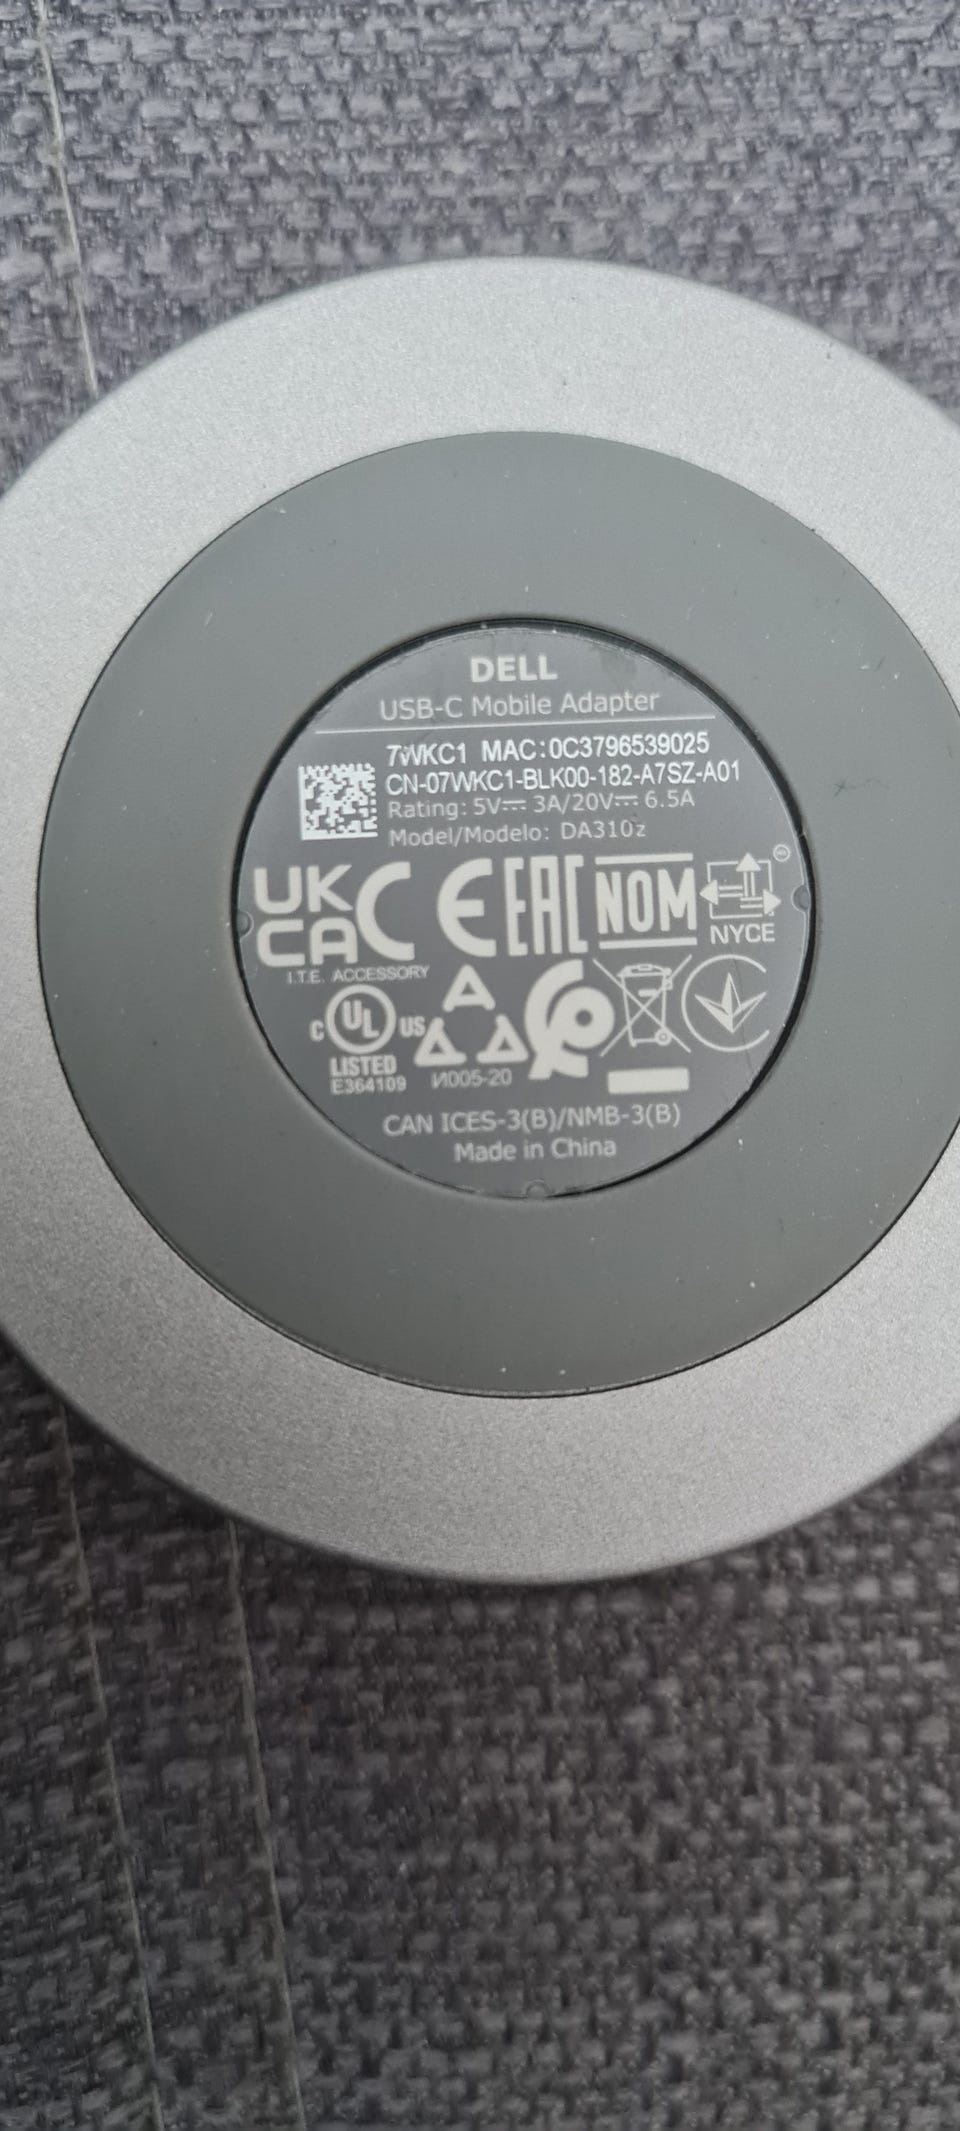 DELL
USB-C Mobile Adapter
7WKC1 MAC:0C3796539025
CN-07WKC1-BLK00-182-A7SZ-A01
Rating: 5V⎓ 3A/20V⎓ 6.5A
Model/Modelo: DA310z
UK
CA CE EAC NOM NYCE
I.T.E. ACCESSORY
C UL US
LISTED
E364109 И005-20
CAN ICES-3(B)/NMB-3(B)
Made in China